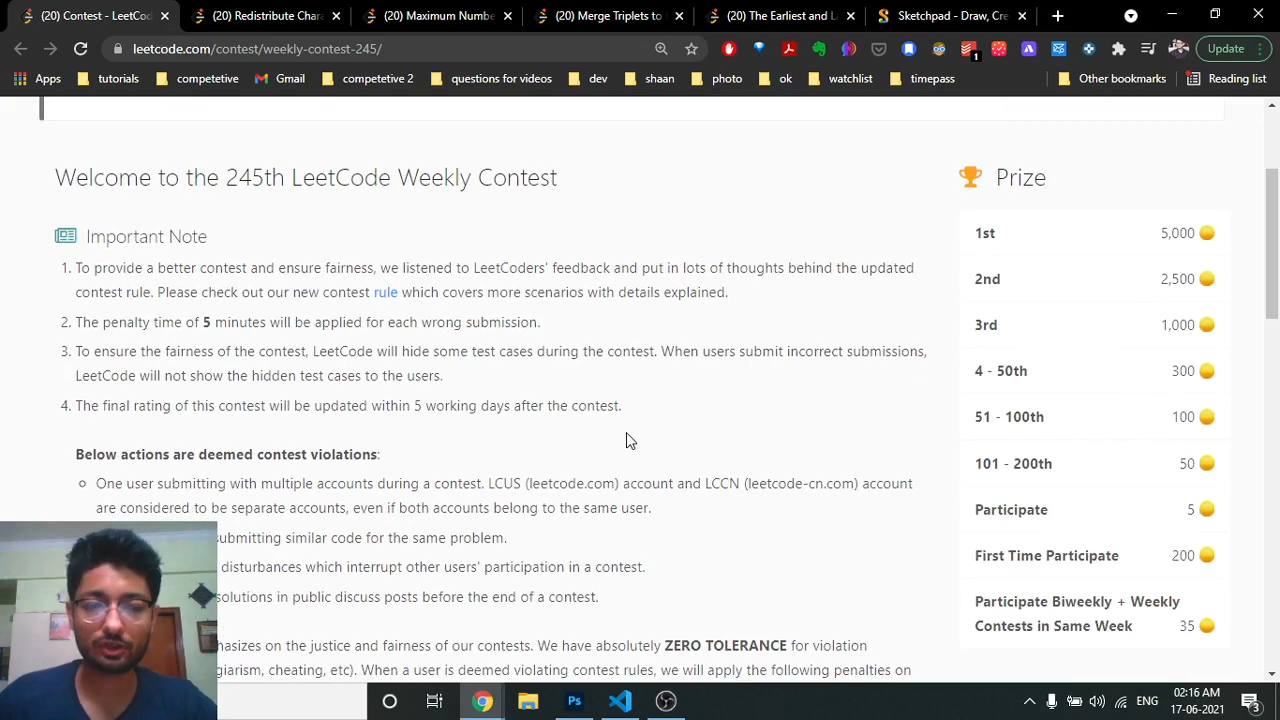 (20) Contest - LeetCod
(20) Redistribute Chara
(20) Maximum Numbe
(20) Merge Triplets to
(20) The Earliest and La
Sketchpad - Draw, Cre
leetcode.com/contest/weekly-contest-245/
1
Update
Apps
tutorials
competetive
Gmail
competetive 2
questions for videos
dev
shaan
photo
ok
watchlist
timepass
Other bookmarks
Reading list
Welcome to the 245th LeetCode Weekly Contest
Important Note
1. To provide a better contest and ensure fairness, we listened to LeetCoders' feedback and put in lots of thoughts behind the updated
contest rule. Please check out our new contest rule which covers more scenarios with details explained.
2. The penalty time of 5 minutes will be applied for each wrong submission.
3. To ensure the fairness of the contest, LeetCode will hide some test cases during the contest. When users submit incorrect submissions,
LeetCode will not show the hidden test cases to the users.
4. The final rating of this contest will be updated within 5 working days after the contest.
Below actions are deemed contest violations:
One user submitting with multiple accounts during a contest. LCUS (leetcode.com) account and LCCN (leetcode-cn.com) account
are considered to be separate accounts, even if both accounts belong to the same user.
submitting similar code for the same problem.
disturbances which interrupt other users' participation in a contest.
solutions in public discuss posts before the end of a contest.
hasizes on the justice and fairness of our contests. We have absolutely ZERO TOLERANCE for violation
giarism, cheating, etc). When a user is deemed violating contest rules, we will apply the following penalties on
Prize
1st 5,000
2nd 2,500
3rd 1,000
4 - 50th 300
51 - 100th 100
101 - 200th 50
Participate 5
First Time Participate 200
Participate Biweekly + Weekly
Contests in Same Week 35
Ps
ENG
02:16 AM
17-06-2021
3